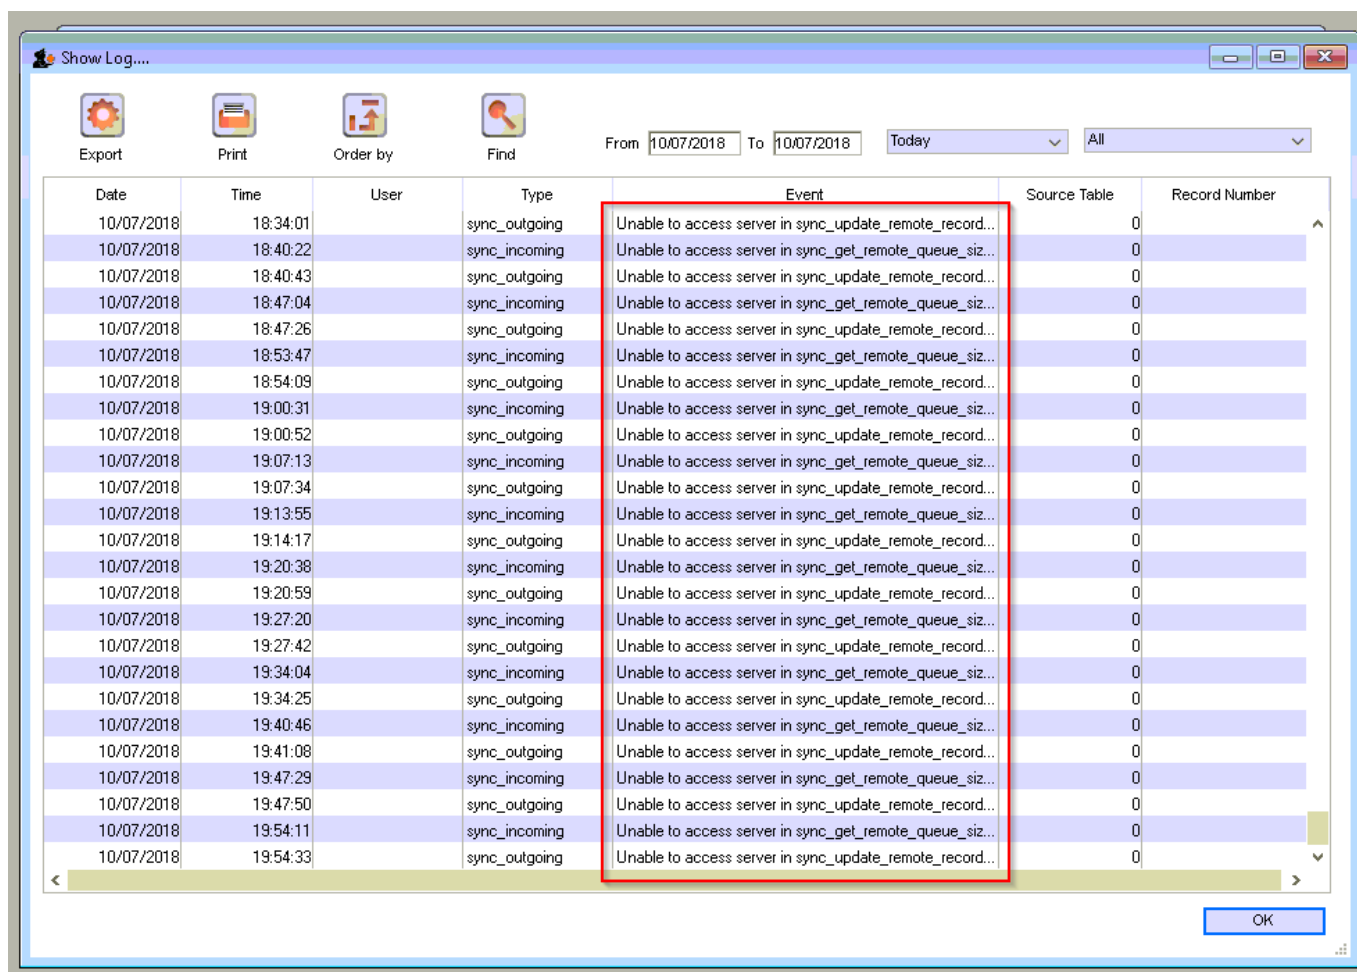 Show Log....
Export Print Order by Find
From 10/07/2018 To 10/07/2018 Today All
Date Time User Type Event Source Table Record Number
10/07/2018 18:34:01 sync_outgoing Unable to access server in sync_update_remote_record... 0
10/07/2018 18:40:22 sync_incoming Unable to access server in sync_get_remote_queue_siz... 0
10/07/2018 18:40:43 sync_outgoing Unable to access server in sync_update_remote_record... 0
10/07/2018 18:47:04 sync_incoming Unable to access server in sync_get_remote_queue_siz... 0
10/07/2018 18:47:26 sync_outgoing Unable to access server in sync_update_remote_record... 0
10/07/2018 18:53:47 sync_incoming Unable to access server in sync_get_remote_queue_siz... 0
10/07/2018 18:54:09 sync_outgoing Unable to access server in sync_update_remote_record... 0
10/07/2018 19:00:31 sync_incoming Unable to access server in sync_get_remote_queue_siz... 0
10/07/2018 19:00:52 sync_outgoing Unable to access server in sync_update_remote_record... 0
10/07/2018 19:07:13 sync_incoming Unable to access server in sync_get_remote_queue_siz... 0
10/07/2018 19:07:34 sync_outgoing Unable to access server in sync_update_remote_record... 0
10/07/2018 19:13:55 sync_incoming Unable to access server in sync_get_remote_queue_siz... 0
10/07/2018 19:14:17 sync_outgoing Unable to access server in sync_update_remote_record... 0
10/07/2018 19:20:38 sync_incoming Unable to access server in sync_get_remote_queue_siz... 0
10/07/2018 19:20:59 sync_outgoing Unable to access server in sync_update_remote_record... 0
10/07/2018 19:27:20 sync_incoming Unable to access server in sync_get_remote_queue_siz... 0
10/07/2018 19:27:42 sync_outgoing Unable to access server in sync_update_remote_record... 0
10/07/2018 19:34:04 sync_incoming Unable to access server in sync_get_remote_queue_siz... 0
10/07/2018 19:34:25 sync_outgoing Unable to access server in sync_update_remote_record... 0
10/07/2018 19:40:46 sync_incoming Unable to access server in sync_get_remote_queue_siz... 0
10/07/2018 19:41:08 sync_outgoing Unable to access server in sync_update_remote_record... 0
10/07/2018 19:47:29 sync_incoming Unable to access server in sync_get_remote_queue_siz... 0
10/07/2018 19:47:50 sync_outgoing Unable to access server in sync_update_remote_record... 0
10/07/2018 19:54:11 sync_incoming Unable to access server in sync_get_remote_queue_siz... 0
10/07/2018 19:54:33 sync_outgoing Unable to access server in sync_update_remote_record... 0
OK